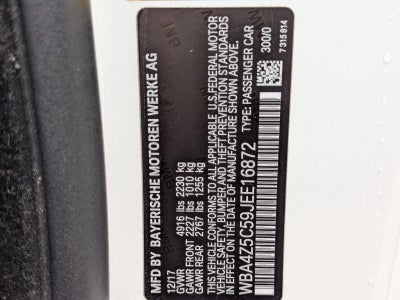 MFD BY BAYERISCHE MOTOREN WERKE AG
12/17
GVWR 4916 lbs 2230 kg
GAWR FRONT 2227 lbs 1010 kg
GAWR REAR 2767 lbs 1255 kg
THIS VEHICLE CONFORMS TO ALL APPLICABLE U.S. FEDERAL MOTOR
VEHICLE SAFETY, BUMPER AND THEFT PREVENTION STANDARDS
IN EFFECT ON THE DATE OF MANUFACTURE SHOWN ABOVE.
WBA4Z5C59JEE16872 TYPE: PASSENGER CAR
300/0
7315814